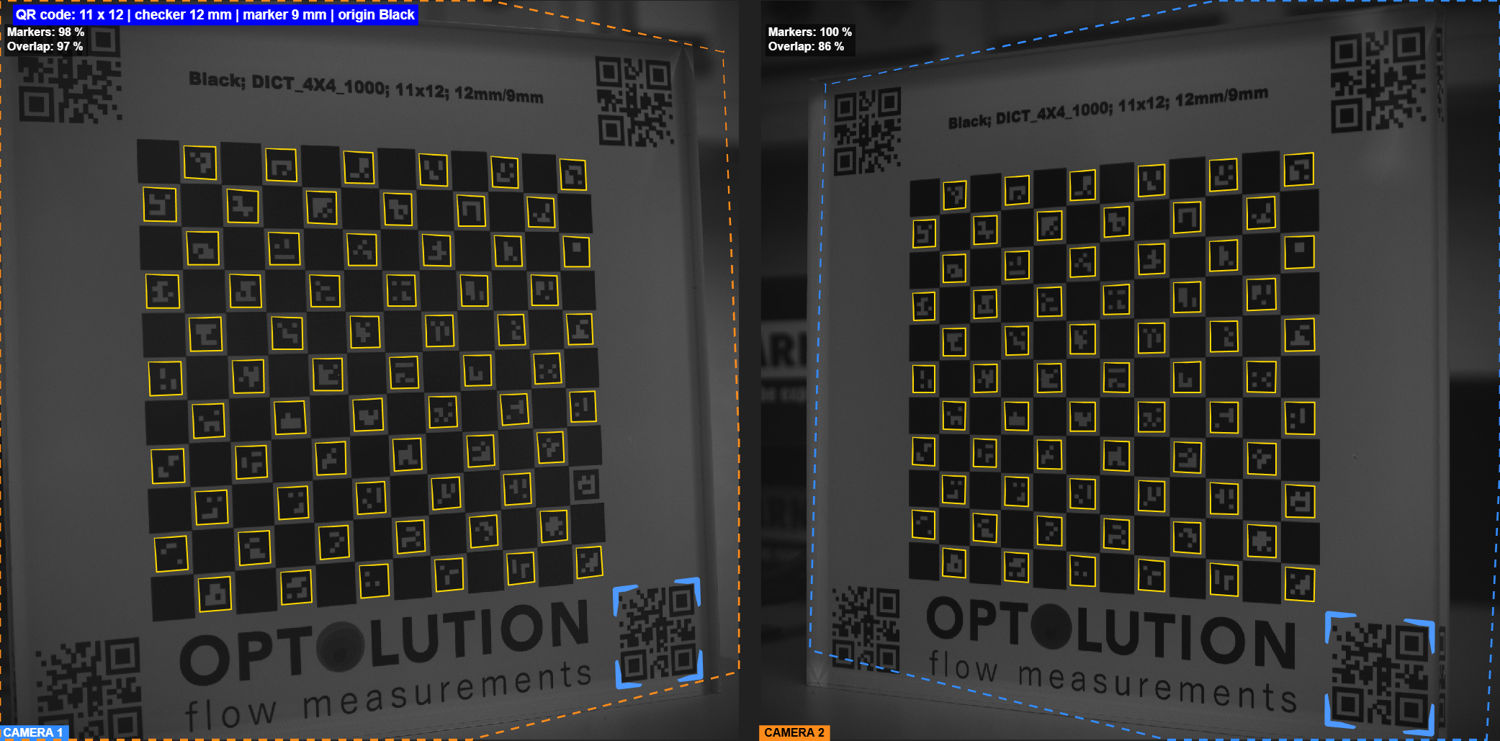 QR code: 11 x 12 | checker 12 mm | marker 9 mm | origin Black
Markers: 98 %
Overlap: 97 %
Black; DICT_4X4_1000; 11x12; 12mm/9mm
OPTOLUTION
flow measurements
CAMERA 1
Markers: 100 %
Overlap: 86 %
Black; DICT_4X4_1000; 11x12; 12mm/9mm
OPTOLUTION
flow measurements
CAMERA 2